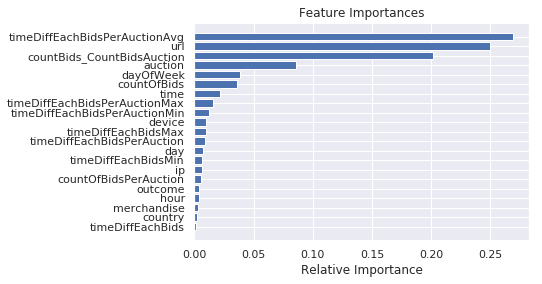 Feature Importances
timeDiffEachBidsPerAuctionAvg
url
countBids_CountBidsAuction
auction
dayOfWeek
countOfBids
time
timeDiffEachBidsPerAuctionMax
timeDiffEachBidsPerAuctionMin
device
timeDiffEachBidsMax
timeDiffEachBidsPerAuction
day
timeDiffEachBidsMin
ip
countOfBidsPerAuction
outcome
hour
merchandise
country
timeDiffEachBids
0.00 0.05 0.10 0.15 0.20 0.25
Relative Importance